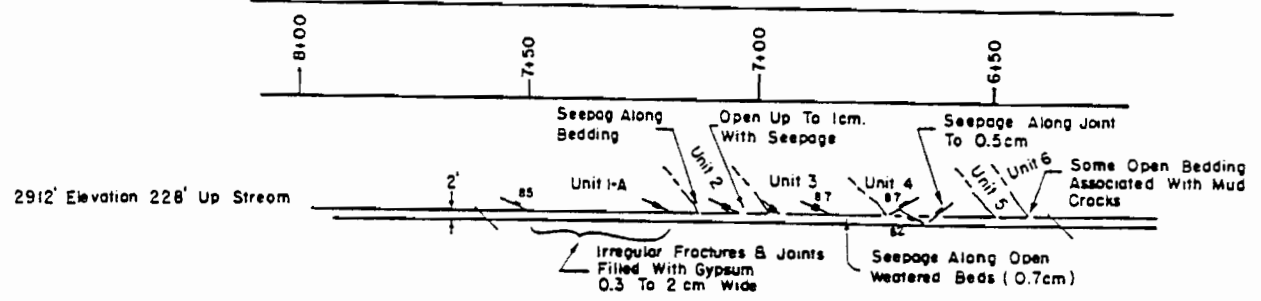 8+00
7+50
7+00
6+50
Seepag Along
Bedding
Open Up To 1cm.
With Seepage
Seepage Along Joint
To 0.5cm
2912' Elevation 228' Up Stream
2'
85
Unit 1-A
Unit 2
Unit 3
87
Unit 4
87
Unit 5
Unit 6
Some Open Bedding
Associated With Mud
Cracks
82
Irregular Fractures & Joints
Filled With Gypsum
0.3 To 2 cm Wide
Seepage Along Open
Weatered Beds (0.7cm)